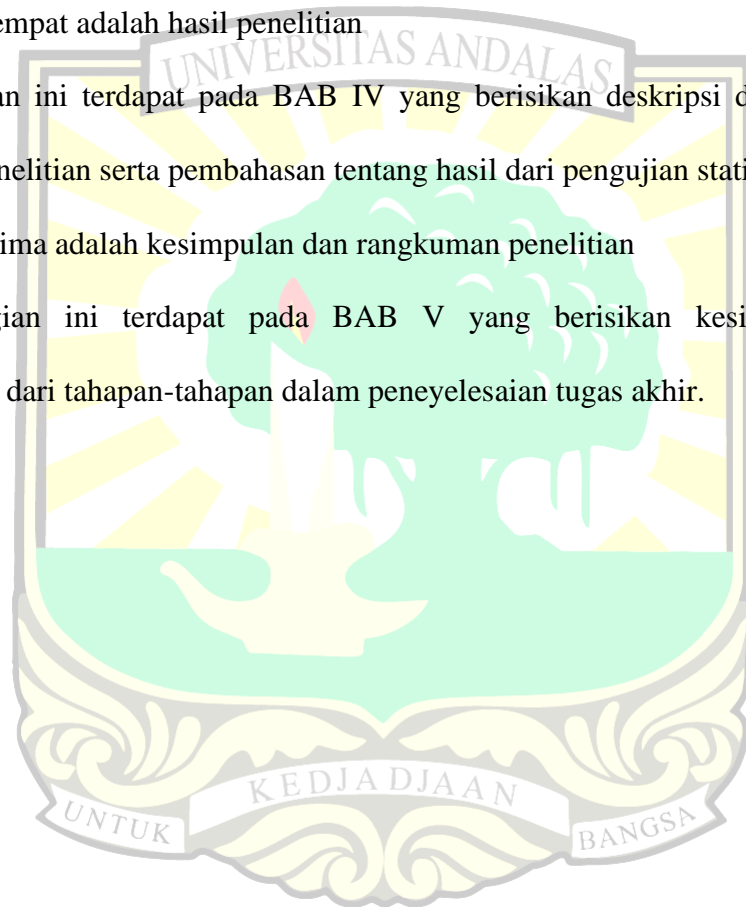 empat adalah hasil penelitian
UNIVERSITAS ANDALAS
an ini terdapat pada BAB IV yang berisikan deskripsi d
nelitian serta pembahasan tentang hasil dari pengujian stati
ima adalah kesimpulan dan rangkuman penelitian
gian ini terdapat pada BAB V yang berisikan kesi
dari tahapan-tahapan dalam peneyelesaian tugas akhir.
UNTUK KEDJADJAAN BANGSA